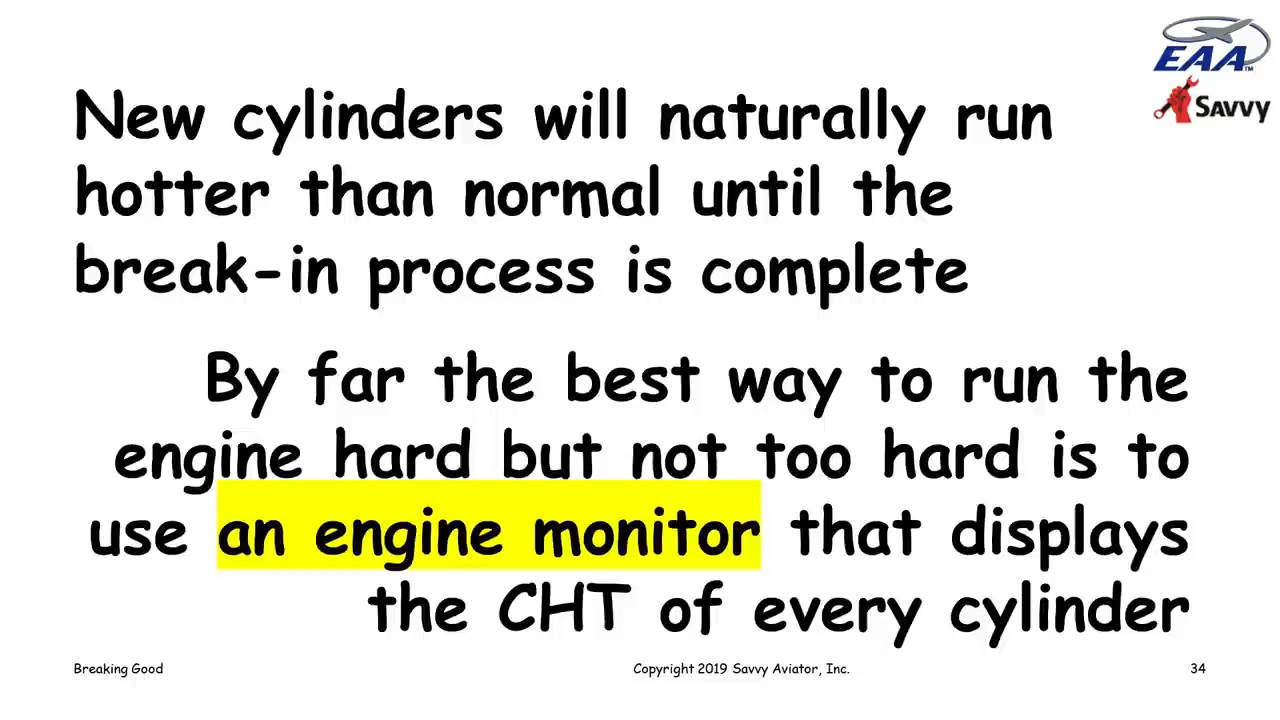 EAA
Savvy
New cylinders will naturally run
hotter than normal until the
break-in process is complete
By far the best way to run the
engine hard but not too hard is to
use an engine monitor that displays
the CHT of every cylinder
Breaking Good
Copyright 2019 Savvy Aviator, Inc.
34